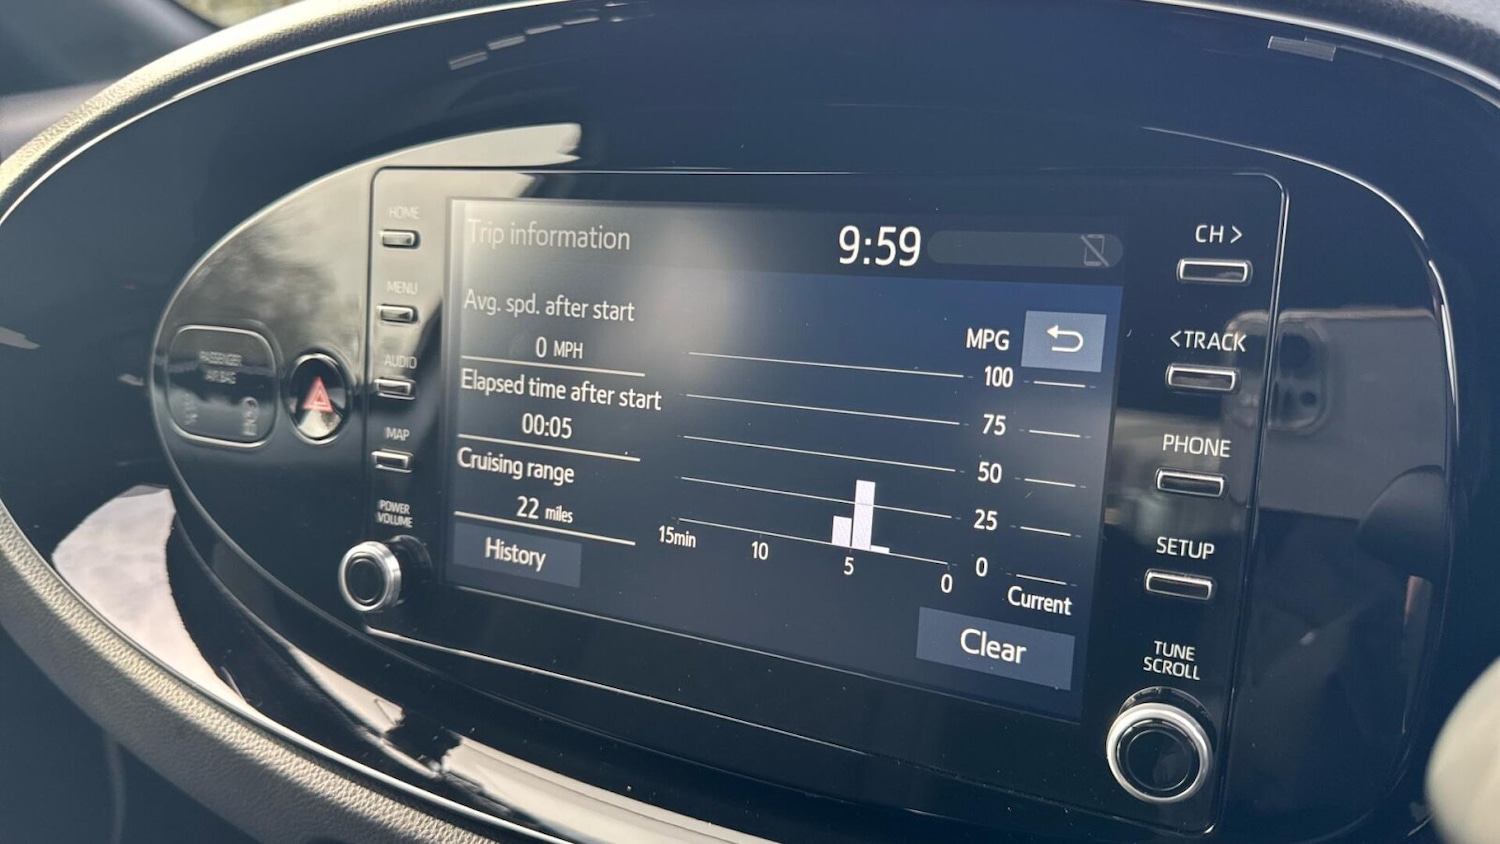 HOME
MENU
AUDIO
MAP
POWER
VOLUME
PASSENGER
AIRBAG
Trip information
9:59
Avg. spd. after start
0 MPH
Elapsed time after start
00:05
Cruising range
22 miles
History
MPG
100
75
50
25
0
15min
10
5
0
Current
Clear
CH >
<TRACK
PHONE
SETUP
TUNE
SCROLL